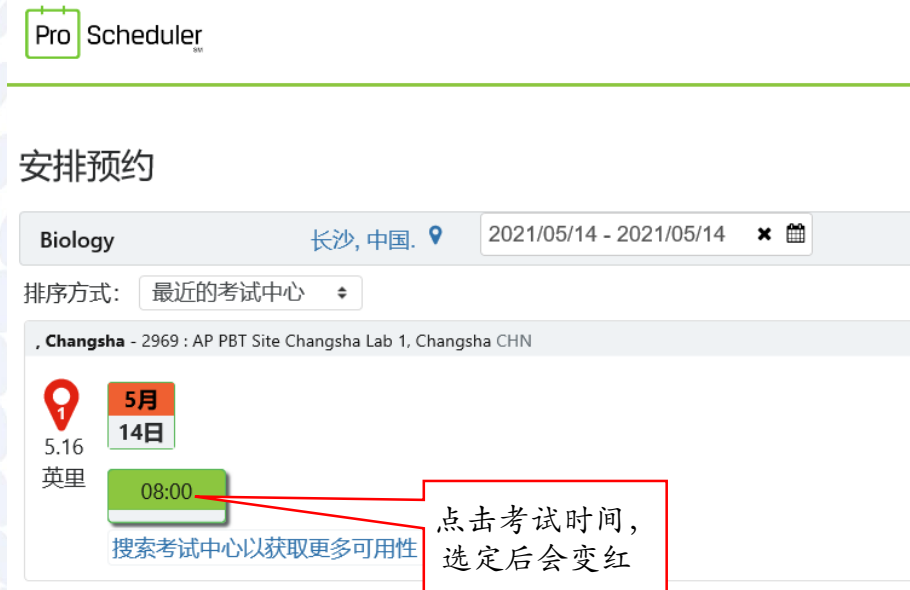 Pro Scheduler
SM
安排预约
Biology 长沙, 中国. 2021/05/14 - 2021/05/14
排序方式： 最近的考试中心
, Changsha - 2969 : AP PBT Site Changsha Lab 1, Changsha CHN
1
5月
14日
5.16
英里
08:00
点击考试时间，
选定后会变红
搜索考试中心以获取更多可用性